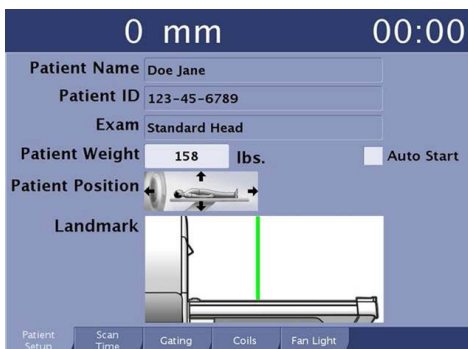 0 mm 00:00
Patient Name Doe Jane
Patient ID 123-45-6789
Exam Standard Head
Patient Weight 158 lbs. Auto Start
Patient Position
Landmark
Patient Setup Scan Time Gating Coils Fan Light